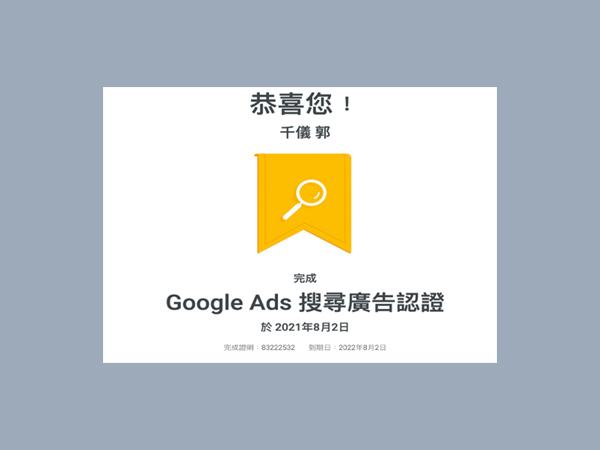 恭喜您！
千儀 郭
完成
Google Ads 搜尋廣告認證
於 2021年8月2日
完成證明：83222532 到期日：2022年8月2日